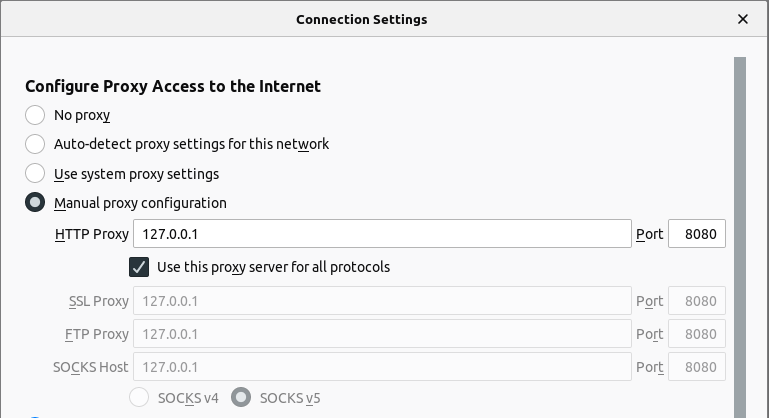 Connection Settings
Configure Proxy Access to the Internet
No proxy
Auto-detect proxy settings for this network
Use system proxy settings
Manual proxy configuration
HTTP Proxy 127.0.0.1 Port 8080
Use this proxy server for all protocols
SSL Proxy 127.0.0.1 Port 8080
FTP Proxy 127.0.0.1 Port 8080
SOCKS Host 127.0.0.1 Port 8080
SOCKS v4 SOCKS v5